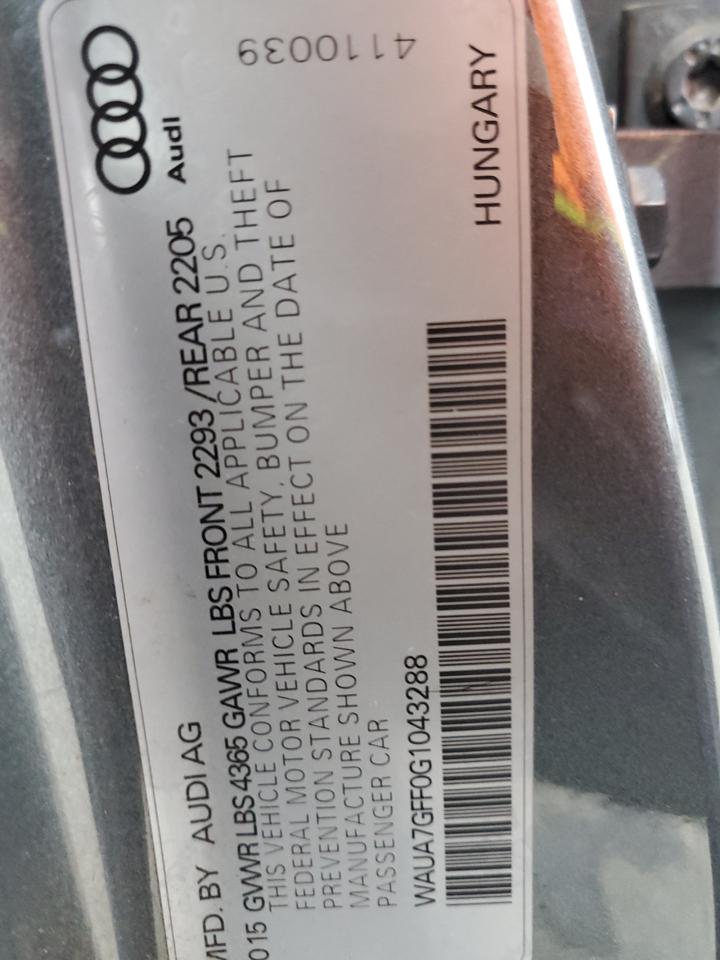 MFD. BY AUDI AG
015 GVWR LBS 4365 GAWR LBS FRONT 2293 /REAR 2205
THIS VEHICLE CONFORMS TO ALL APPLICABLE U.S.
FEDERAL MOTOR VEHICLE SAFETY, BUMPER AND THEFT
PREVENTION STANDARDS IN EFFECT ON THE DATE OF
MANUFACTURE SHOWN ABOVE
PASSENGER CAR
WAUA7GFF0G1043288
Audi
4110039
HUNGARY